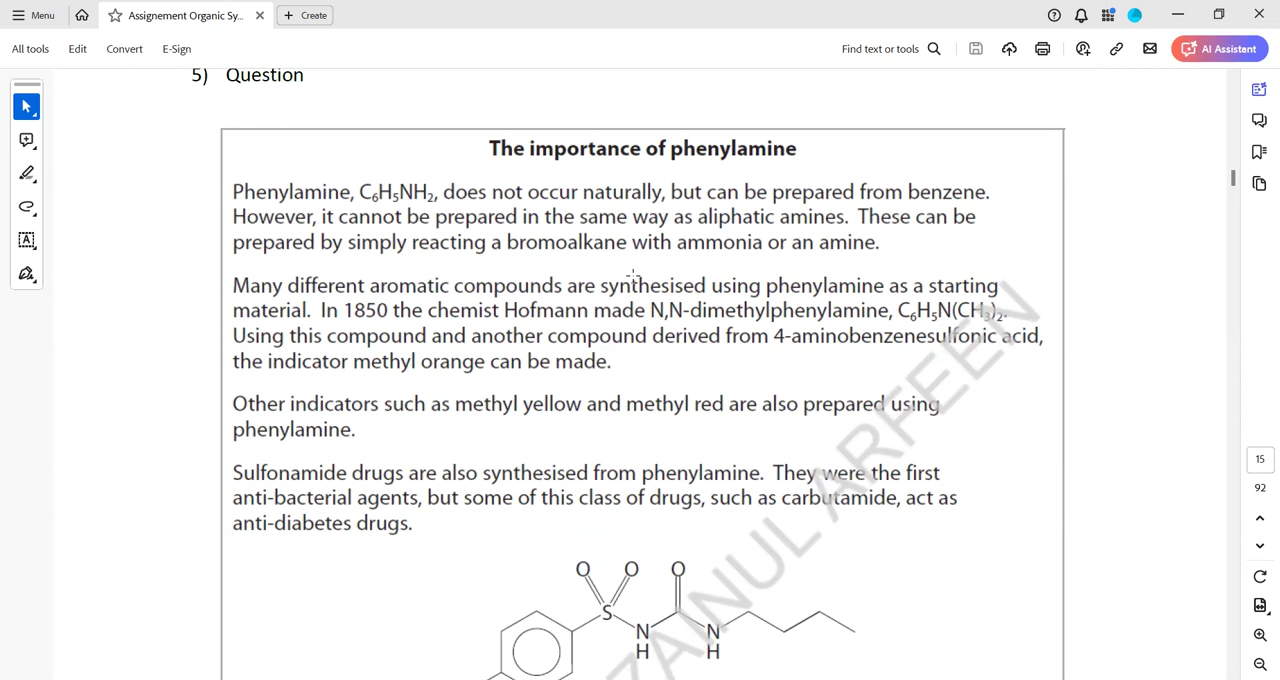 Menu
Assignement Organic Sy...
Create
All tools
Edit
Convert
E-Sign
Find text or tools
AI Assistant
5) Question
The importance of phenylamine
Phenylamine, C₆H₅NH₂, does not occur naturally, but can be prepared from benzene.
However, it cannot be prepared in the same way as aliphatic amines. These can be
prepared by simply reacting a bromoalkane with ammonia or an amine.
Many different aromatic compounds are synthesised using phenylamine as a starting
material. In 1850 the chemist Hofmann made N,N-dimethylphenylamine, C₆H₅N(CH₃)₂.
Using this compound and another compound derived from 4-aminobenzenesulfonic acid,
the indicator methyl orange can be made.
Other indicators such as methyl yellow and methyl red are also prepared using
phenylamine.
Sulfonamide drugs are also synthesised from phenylamine. They were the first
anti-bacterial agents, but some of this class of drugs, such as carbutamide, act as
anti-diabetes drugs.
O O O
S
N N
H H
ZAINUL ARFEEN
15
92